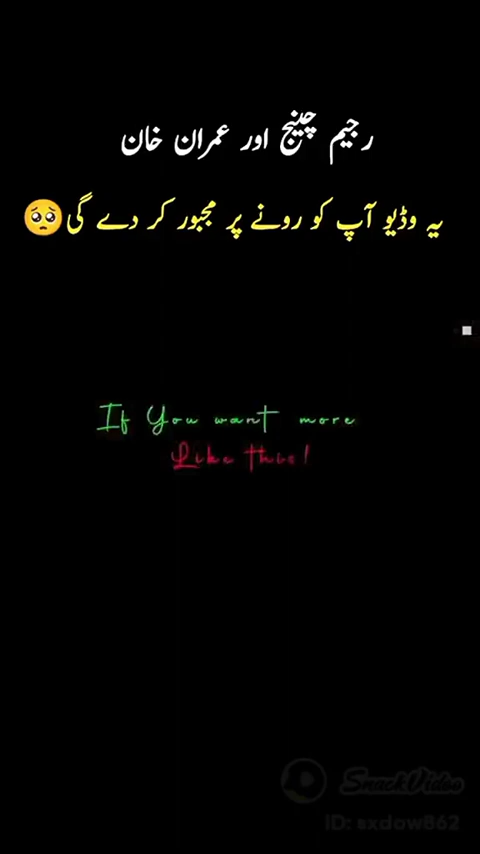 رجیم چینج اور عمران خان
یہ وڈیو آپ کو رونے پر مجبور کر دے گی🥺
If You want more
Like this!
SnackVideo
ID: sxdaw862